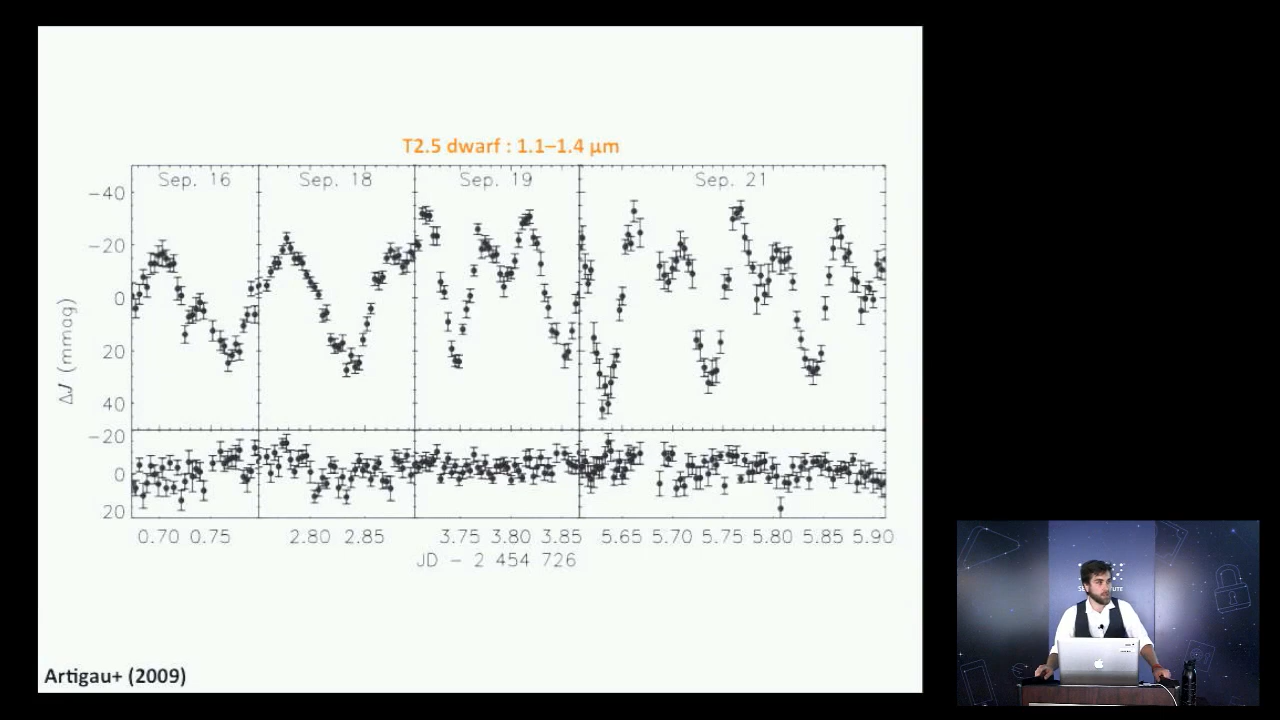 T2.5 dwarf : 1.1–1.4 μm
Sep. 16 Sep. 18 Sep. 19 Sep. 21
−40
−20
0
20
40
ΔJ (mmag)
−20
0
20
0.70 0.75 2.80 2.85 3.75 3.80 3.85 5.65 5.70 5.75 5.80 5.85 5.90
JD − 2 454 726
Artigau+ (2009)